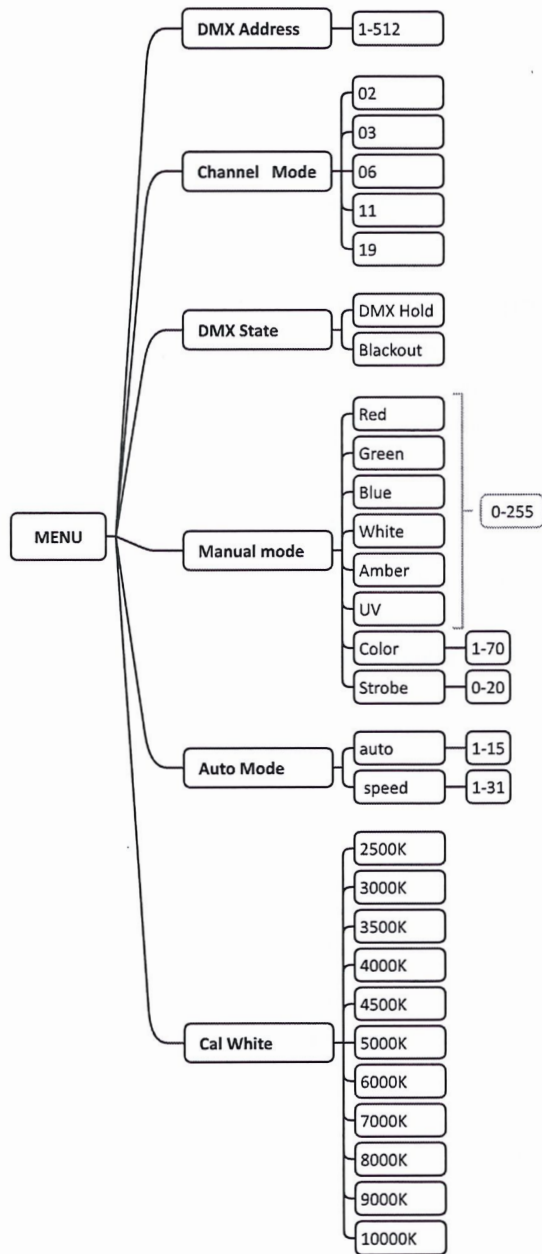 DMX Address
1-512
Channel Mode
02
03
06
11
19
DMX State
DMX Hold
Blackout
MENU
Manual mode
Red
Green
Blue
White
Amber
UV
0-255
Color
1-70
Strobe
0-20
Auto Mode
auto
1-15
speed
1-31
Cal White
2500K
3000K
3500K
4000K
4500K
5000K
6000K
7000K
8000K
9000K
10000K